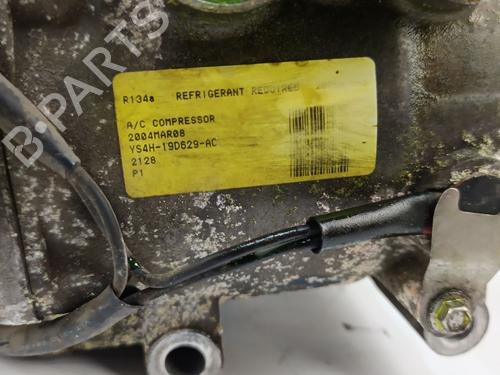 B-PARTS
R134a REFRIGERANT REQUIRED
A/C COMPRESSOR
2004MAR08
YS4H-19D629-AC
2128
P1